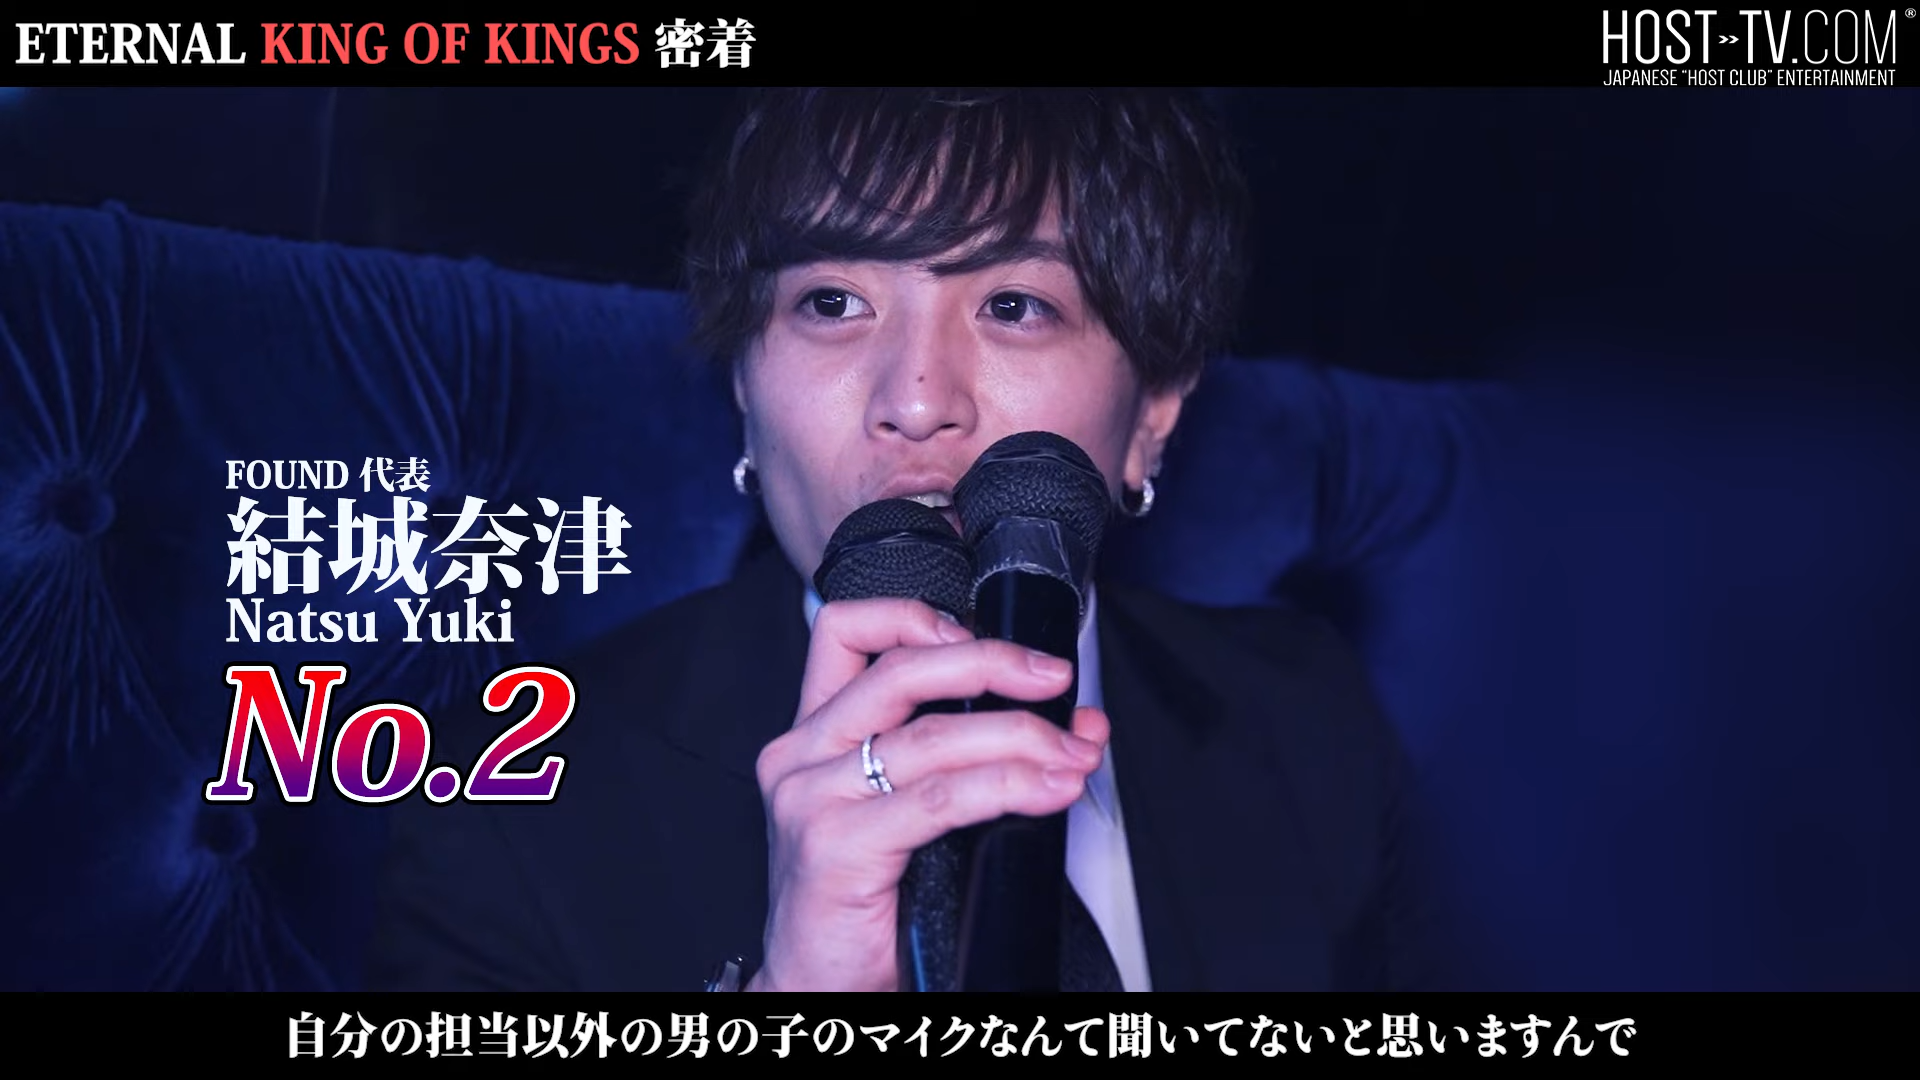 ETERNAL KING OF KINGS 密着
HOST»TV.COM®
JAPANESE "HOST CLUB" ENTERTAINMENT
FOUND 代表
結城奈津
Natsu Yuki
No.2
自分の担当以外の男の子のマイクなんて聞いてないと思いますんで